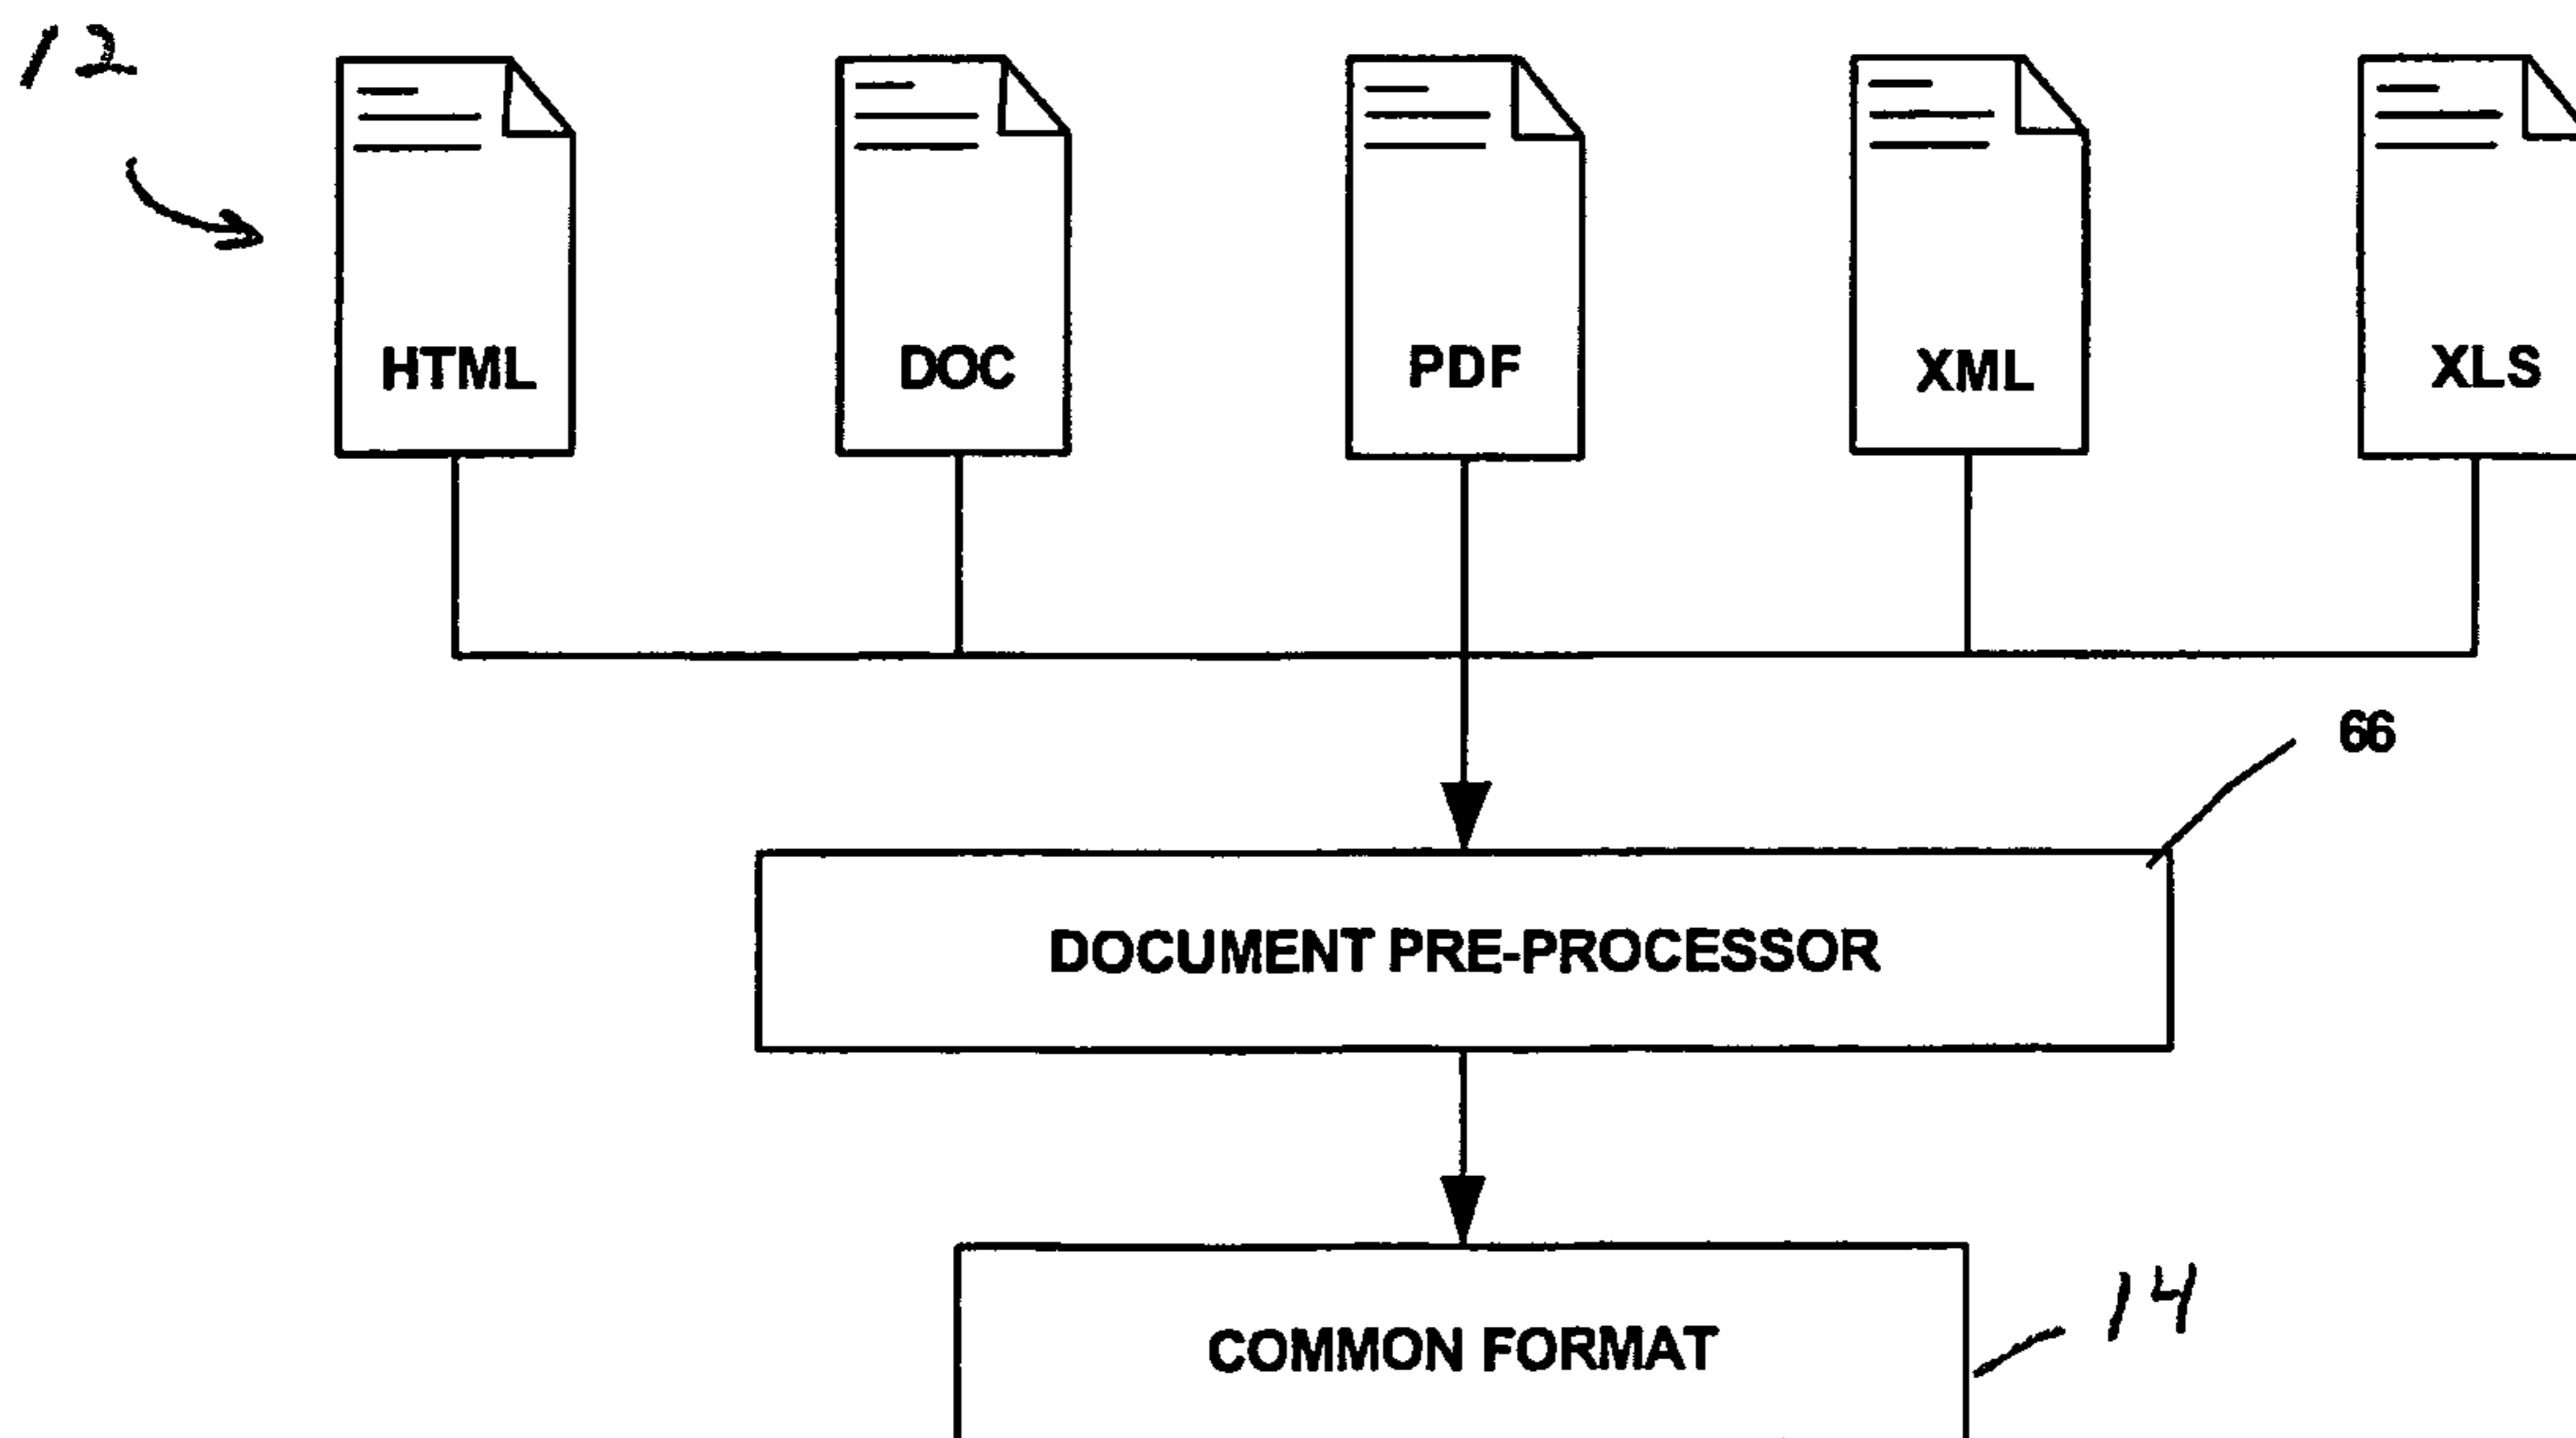 12
HTML DOC PDF XML XLS
66
DOCUMENT PRE-PROCESSOR
COMMON FORMAT
14